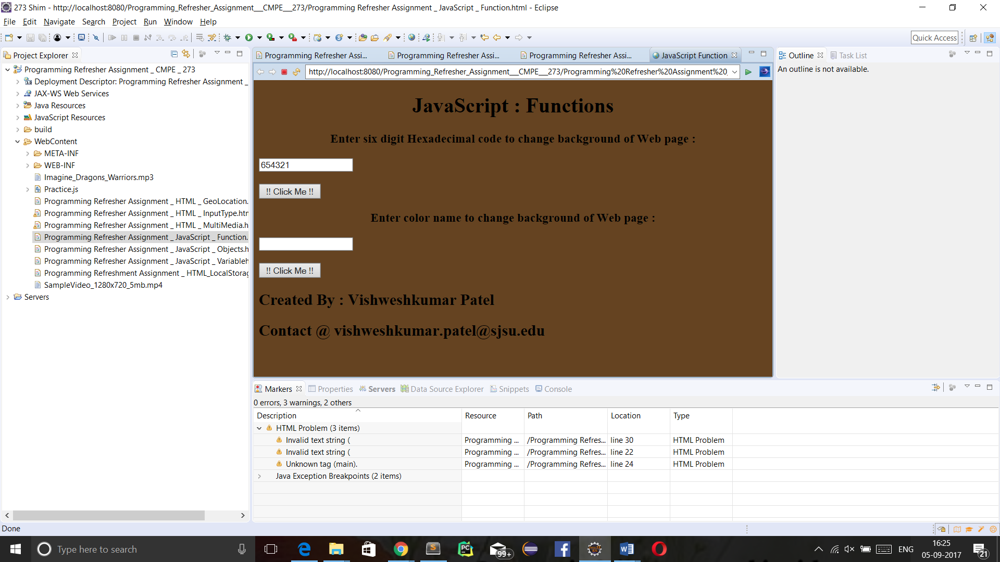 273 Shim - http://localhost:8080/Programming_Refresher_Assignment___CMPE___273/Programming Refresher Assignment _ JavaScript _ Function.html - Eclipse
File Edit Navigate Search Project Run Window Help
Quick Access
Project Explorer
Programming Refresher Assi...
Programming Refresher Assi...
Programming Refresher Assi...
JavaScript Function
Outline
Task List
Programming Refresher Assignment _ CMPE _ 273
Deployment Descriptor: Programming Refresher Assignment _
JAX-WS Web Services
Java Resources
JavaScript Resources
build
WebContent
META-INF
WEB-INF
Imagine_Dragons_Warriors.mp3
Practice.js
Programming Refresher Assignment _ HTML _ GeoLocation.
Programming Refresher Assignment _ HTML _ InputType.htm
Programming Refresher Assignment _ HTML _ MultiMedia.h
Programming Refresher Assignment _ JavaScript _ Function.
Programming Refresher Assignment _ JavaScript _ Objects.h
Programming Refresher Assignment _ JavaScript _ Variableh
Programming Refreshment Assignment _ HTML_LocalStorag
SampleVideo_1280x720_5mb.mp4
Servers
http://localhost:8080/Programming_Refresher_Assignment___CMPE___273/Programming%20Refresher%20Assignment%20_
JavaScript : Functions
Enter six digit Hexadecimal code to change background of Web page :
654321
!! Click Me !!
Enter color name to change background of Web page :
!! Click Me !!
Created By : Vishweshkumar Patel
Contact @ vishweshkumar.patel@sjsu.edu
An outline is not available.
Markers
Properties
Servers
Data Source Explorer
Snippets
Console
0 errors, 3 warnings, 2 others
Description Resource Path Location Type
HTML Problem (3 items)
Invalid text string ( Programming ... /Programming Refres... line 30 HTML Problem
Invalid text string ( Programming ... /Programming Refres... line 22 HTML Problem
Unknown tag (main). Programming ... /Programming Refres... line 24 HTML Problem
Java Exception Breakpoints (2 items)
Done
Type here to search
99+
ENG
16:25
05-09-2017
21